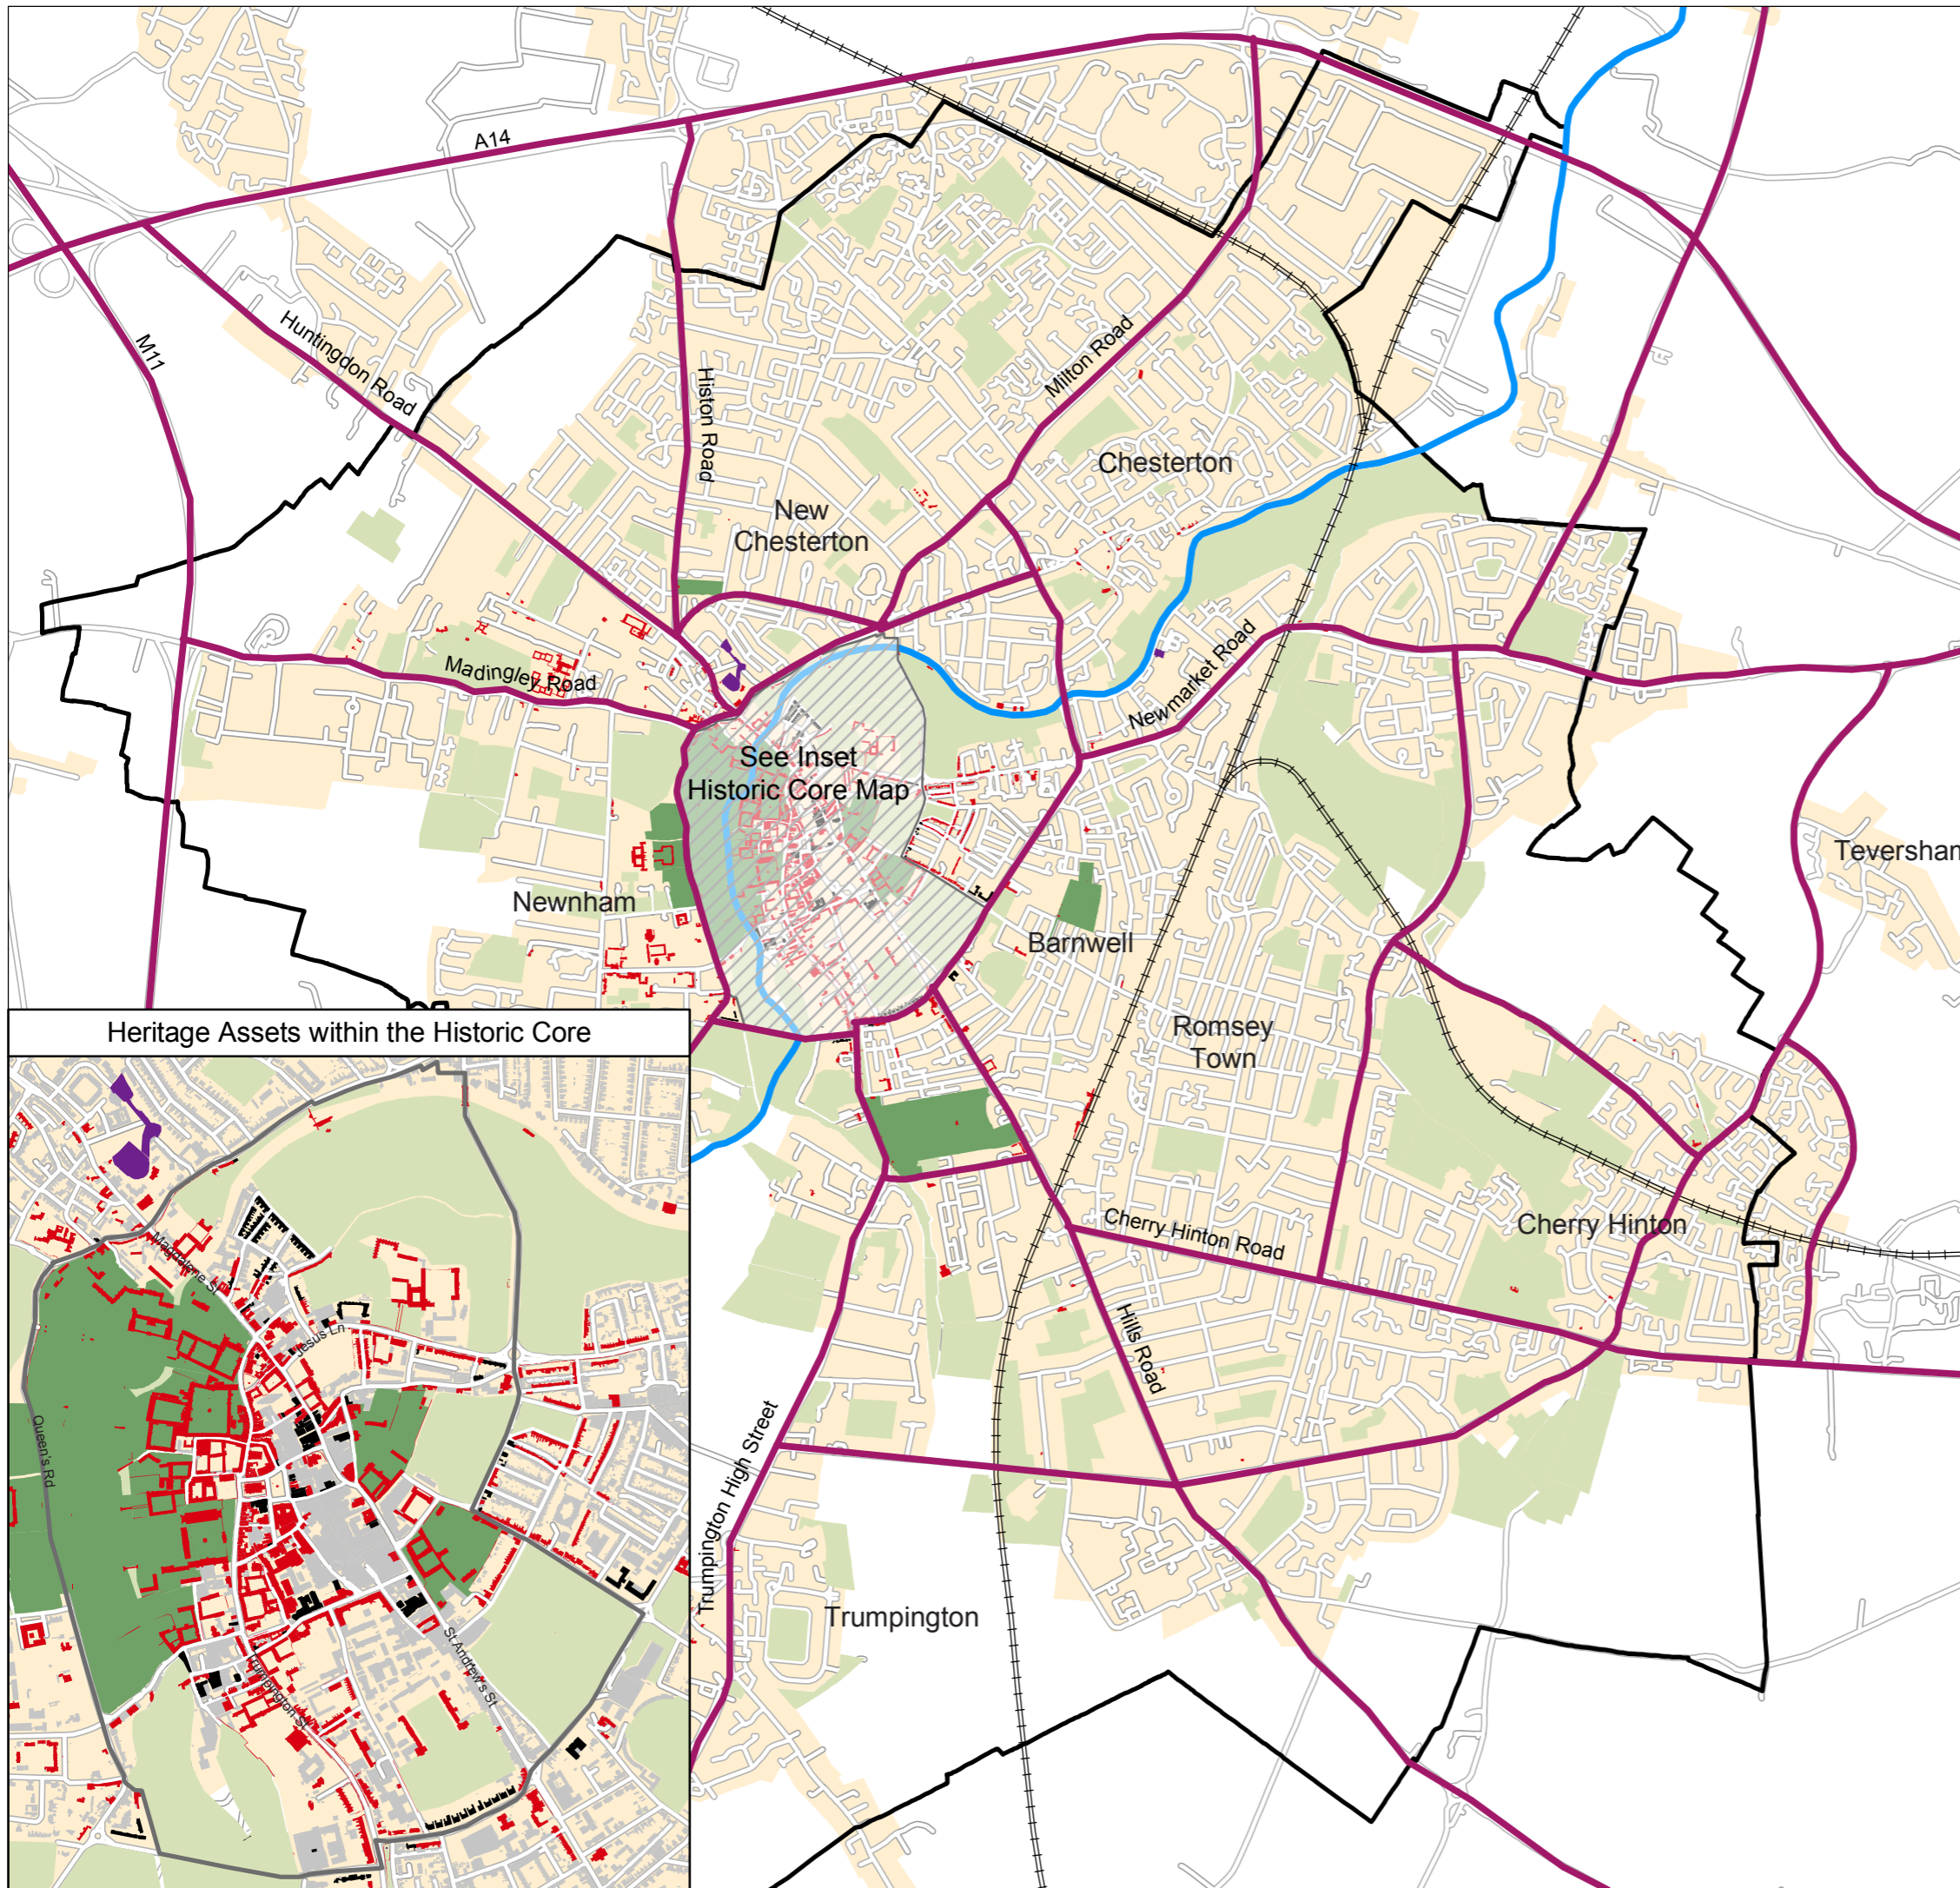 A14
M11
Huntingdon Road
Histon Road
Milton Road
Chesterton
New
Chesterton
Madingley Road
Newmarket Road
See Inset
Historic Core Map
Teversham
Newnham
Barnwell
Romsey
Town
Heritage Assets within the Historic Core
Magdalene St
Jesus Ln
Queen's Rd
St Andrew's St
Trumpington St
Cherry Hinton Road
Cherry Hinton
Hills Road
Trumpington High Street
Trumpington